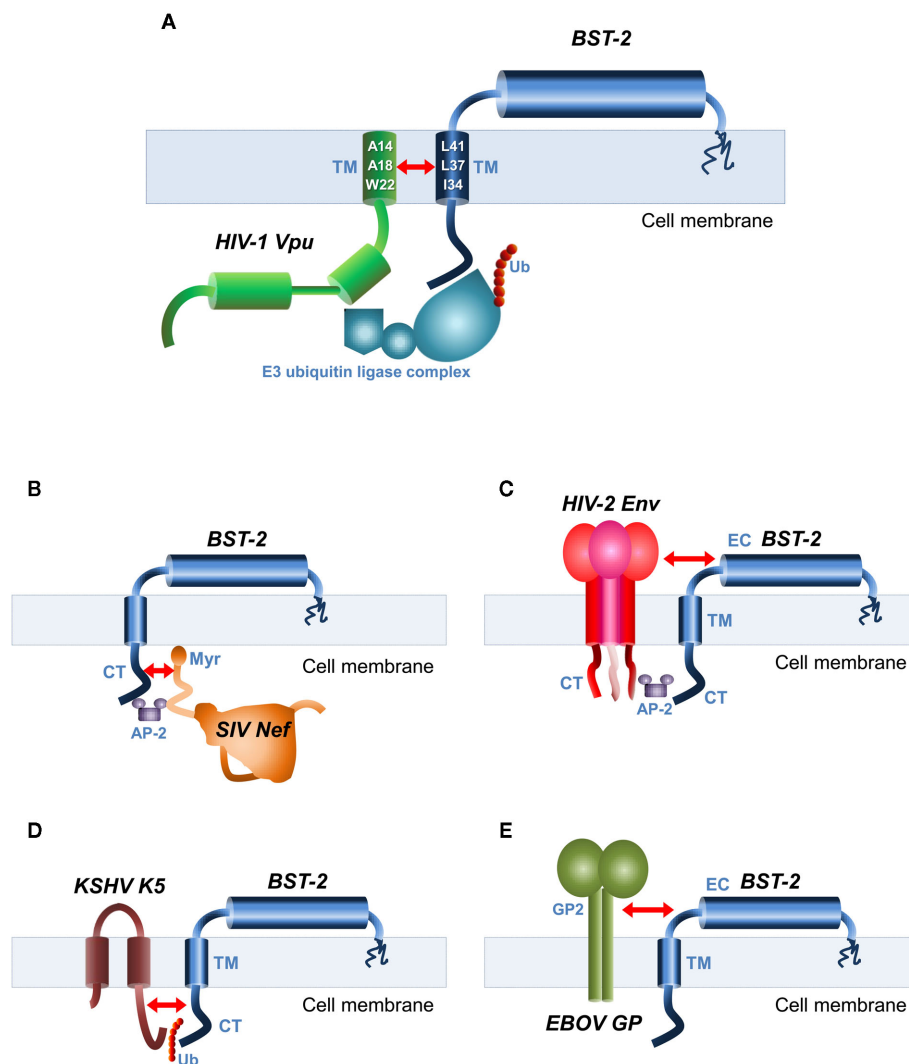 A
BST-2
A14
A18
W22
TM
L41
L37
I34
TM
Cell membrane
HIV-1 Vpu
Ub
E3 ubiquitin ligase complex
B
BST-2
Cell membrane
CT
Myr
AP-2
SIV Nef
C
HIV-2 Env
EC BST-2
TM
Cell membrane
CT
AP-2
CT
D
KSHV K5
BST-2
TM
Cell membrane
CT
Ub
E
EC BST-2
GP2
TM
Cell membrane
EBOV GP